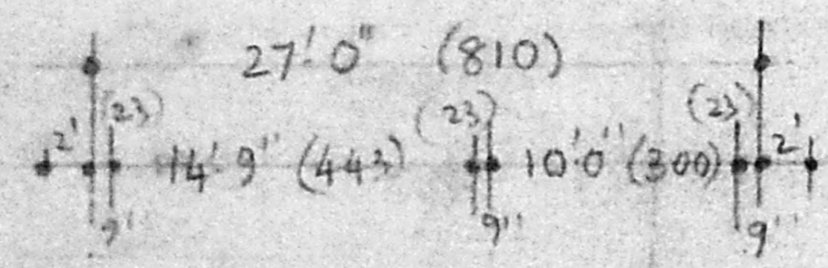 27'.0" (810)
(23) (23) (23)
2' 14'.9" (443) 10'.0" (300) 2'
9" 9" 9"